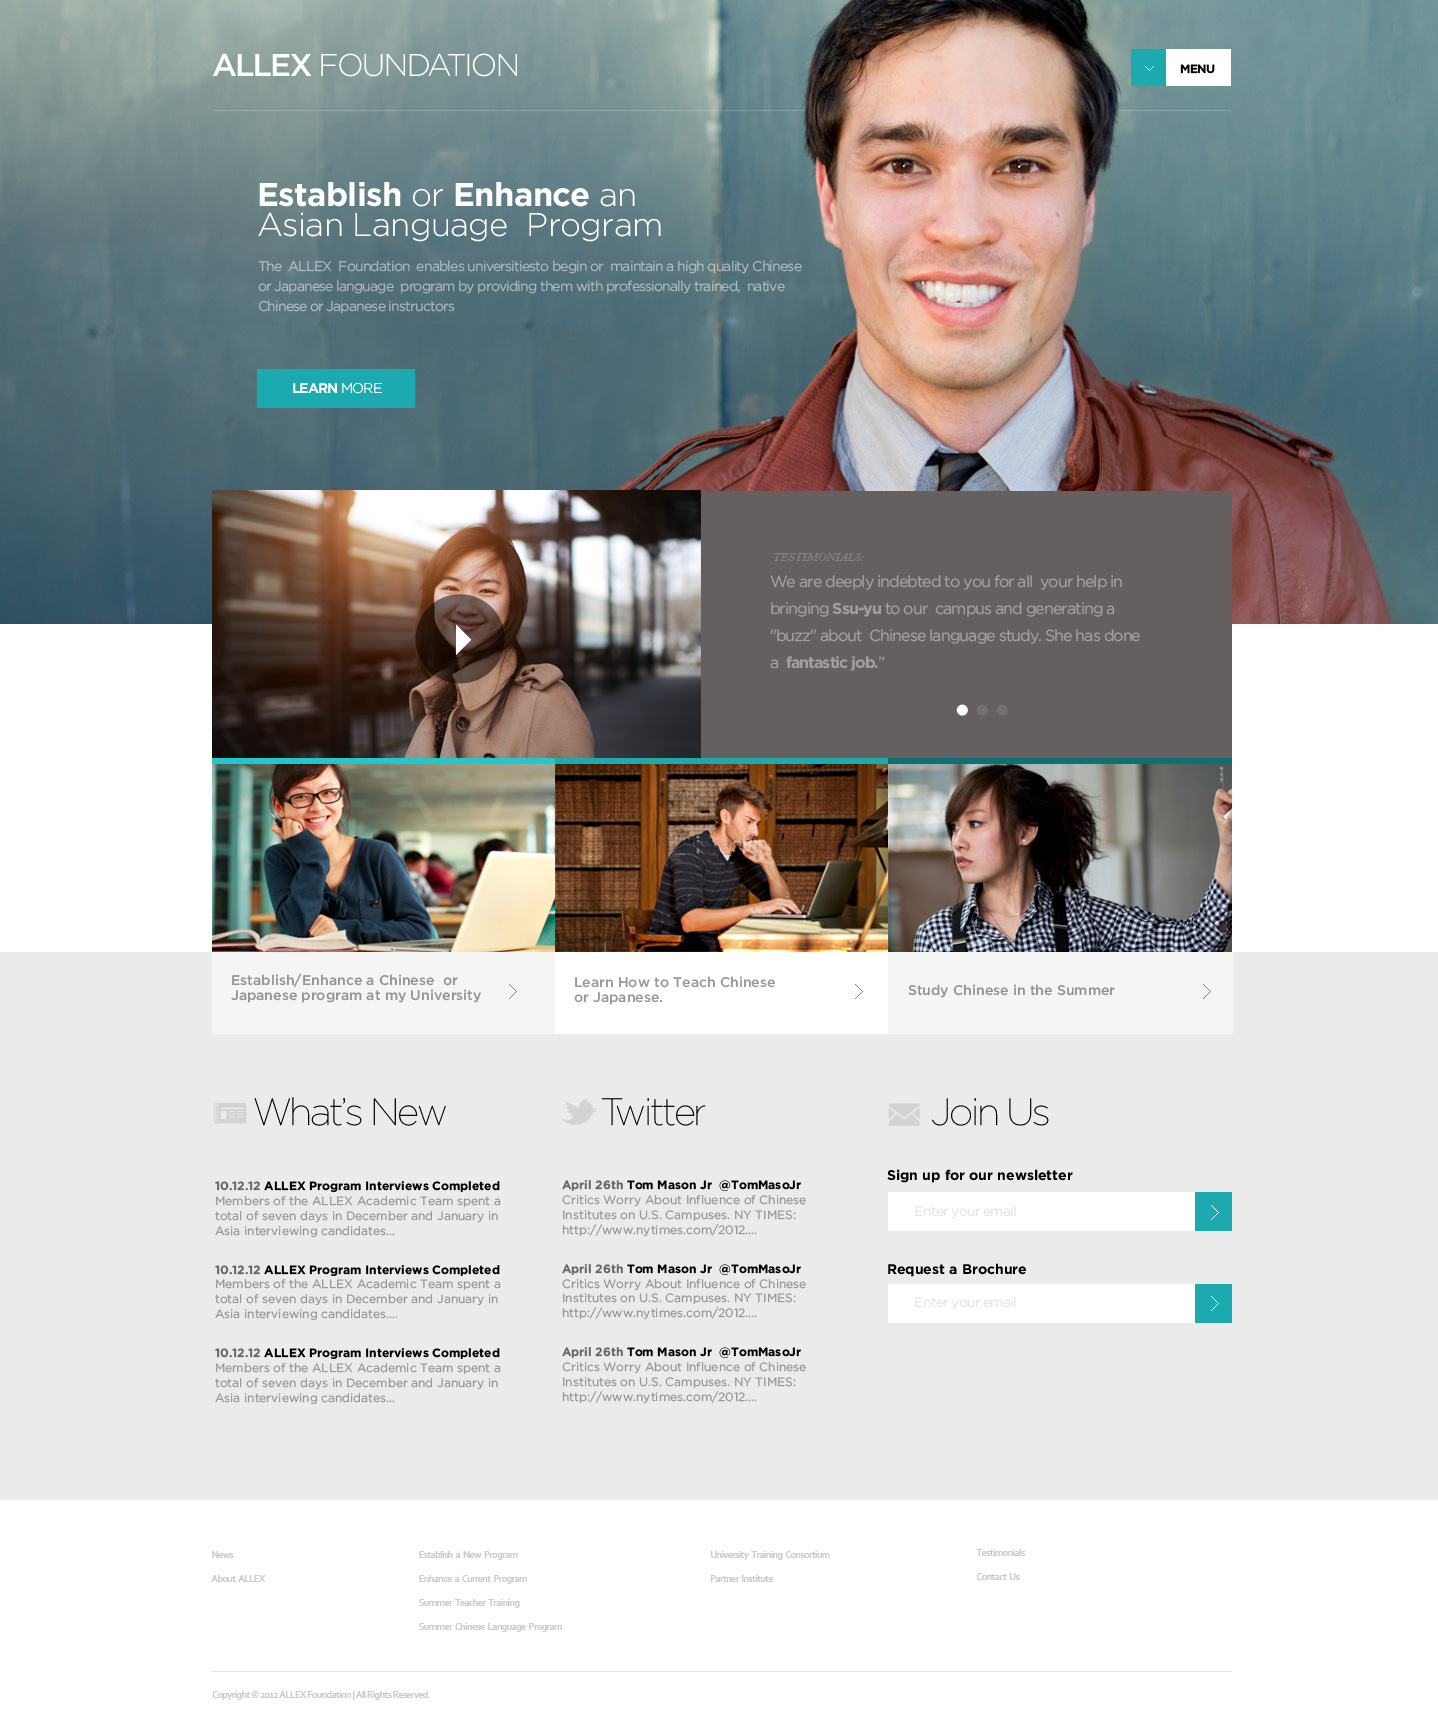 ALLEX FOUNDATION
MENU
Establish or Enhance an
Asian Language Program
The ALLEX Foundation enables universitiesto begin or maintain a high quality Chinese
or Japanese language program by providing them with professionally trained, native
Chinese or Japanese instructors
LEARN MORE
TESTIMONIALS:
We are deeply indebted to you for all your help in
bringing Ssu-yu to our campus and generating a
"buzz" about Chinese language study. She has done
a fantastic job."
Establish/Enhance a Chinese or
Japanese program at my University
Learn How to Teach Chinese
or Japanese.
Study Chinese in the Summer
What's New
10.12.12 ALLEX Program Interviews Completed
Members of the ALLEX Academic Team spent a
total of seven days in December and January in
Asia interviewing candidates...
10.12.12 ALLEX Program Interviews Completed
Members of the ALLEX Academic Team spent a
total of seven days in December and January in
Asia interviewing candidates....
10.12.12 ALLEX Program Interviews Completed
Members of the ALLEX Academic Team spent a
total of seven days in December and January in
Asia interviewing candidates...
Twitter
April 26th Tom Mason Jr @TomMasoJr
Critics Worry About Influence of Chinese
Institutes on U.S. Campuses. NY TIMES:
http://www.nytimes.com/2012....
April 26th Tom Mason Jr @TomMasoJr
Critics Worry About Influence of Chinese
Institutes on U.S. Campuses. NY TIMES:
http://www.nytimes.com/2012....
April 26th Tom Mason Jr @TomMasoJr
Critics Worry About Influence of Chinese
Institutes on U.S. Campuses. NY TIMES:
http://www.nytimes.com/2012....
Join Us
Sign up for our newsletter
Enter your email
Request a Brochure
Enter your email
News
About ALLEX
Establish a New Program
Enhance a Current Program
Summer Teacher Training
Summer Chinese Language Program
University Training Consortium
Partner Institute
Testimonials
Contact Us
Copyright © 2012 ALLEX Foundation | All Rights Reserved.